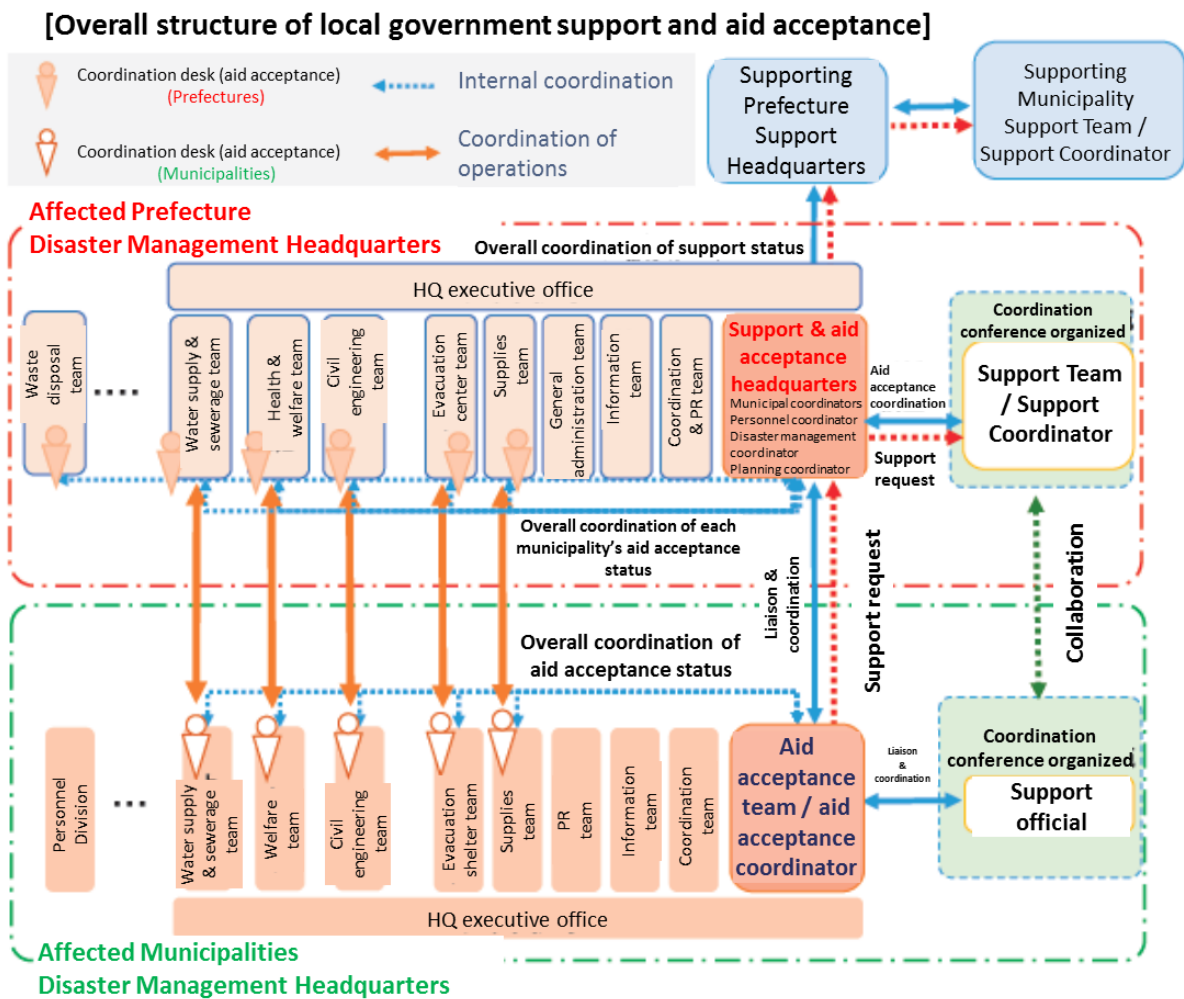 [Overall structure of local government support and aid acceptance]
Coordination desk (aid acceptance)
(Prefectures)
Internal coordination
Coordination desk (aid acceptance)
(Municipalities)
Coordination of
operations
Supporting
Prefecture
Support
Headquarters
Supporting
Municipality
Support Team /
Support Coordinator
Affected Prefecture
Disaster Management Headquarters
Overall coordination of support status
HQ executive office
Waste
disposal team
....
Water supply &
sewerage team
Health &
welfare team
Civil
engineering team
Evacuation
center team
Supplies
team
General
administration team
Information
team
Coordination
& PR team
Support & aid
acceptance
headquarters
Municipal coordinators
Personnel coordinator
Disaster management
coordinator
Planning coordinator
Aid
acceptance
coordination
Support
request
Coordination
conference organized
Support Team
/ Support
Coordinator
Overall coordination of each
municipality's aid acceptance
status
Liaison &
coordination
Support request
Collaboration
Overall coordination of
aid acceptance status
Personnel
Division
...
Water supply
& sewerage
team
Welfare
team
Civil
engineering
team
Evacuation
shelter team
Supplies
team
PR
team
Information
team
Coordination
team
Aid
acceptance
team / aid
acceptance
coordinator
Liaison
&
coordination
Coordination
conference organized
Support
official
HQ executive office
Affected Municipalities
Disaster Management Headquarters